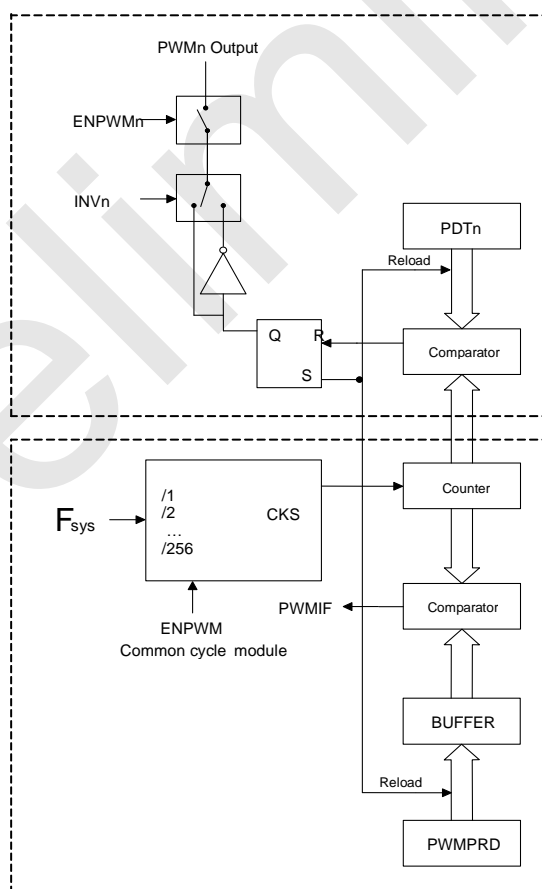 PWMn Output
ENPWMn
INVn
PDTn
Reload
Q R
S
Comparator
/1
/2
...
/256
CKS
Fsys
Counter
PWMIF
Comparator
ENPWM
Common cycle module
BUFFER
Reload
PWMPRD